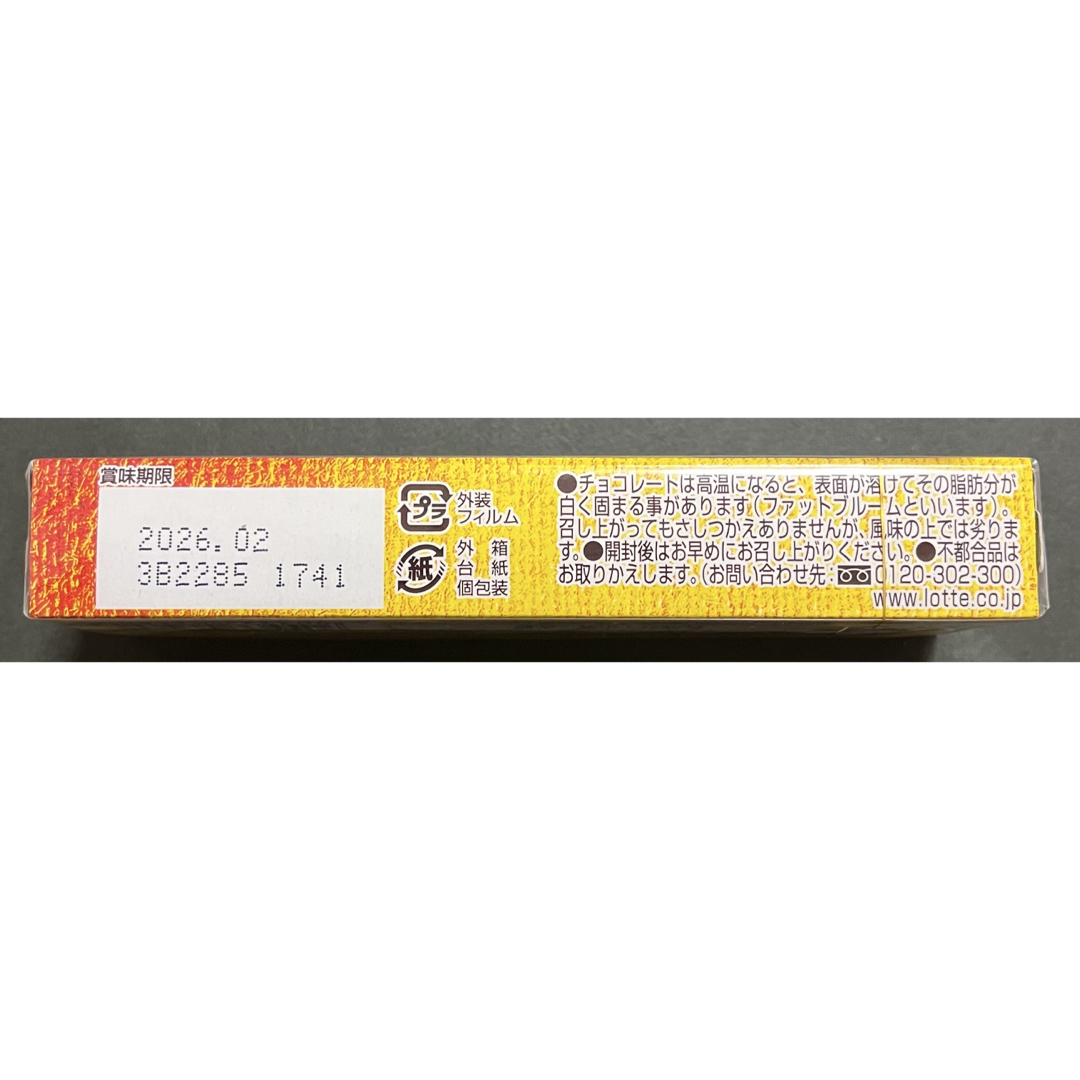 賞味期限
2026.02
3B2285 1741
プラ
外装
フィルム
紙
外 箱
台 紙
個包装
●チョコレートは高温になると、表面が溶けてその脂肪分が
白く固まる事があります(ファットブルームといいます)。
召し上がってもさしつかえありませんが、風味の上では劣りま
す。●開封後はお早めにお召し上がりください。●不都合品は
お取りかえします。(お問い合わせ先-0120-302-300)
www.lotte.co.jp